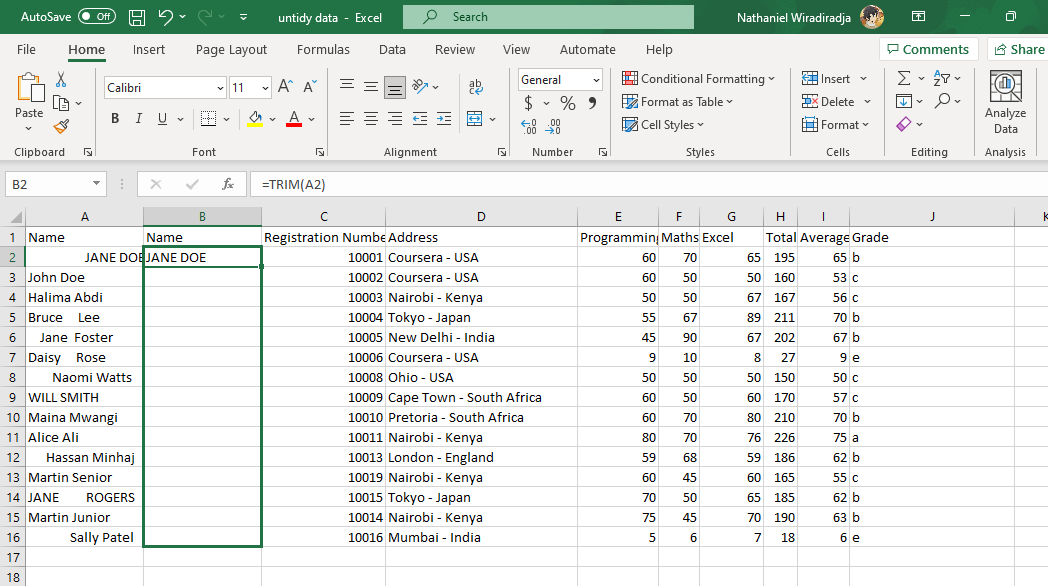 AutoSave Off untidy data - Excel Search Nathaniel Wiradiradja
File Home Insert Page Layout Formulas Data Review View Automate Help Comments Share
Calibri 11 A A ab General Conditional Formatting Insert
Paste Format as Table Delete
B I U A $ % 9 Cell Styles Format Analyze Data
Clipboard Font Alignment Number Styles Cells Editing Analysis
B2 fx =TRIM(A2)
A B C D E F G H I J K
1 Name Name Registration Numbe Address Programming Maths Excel Total Average Grade
2 JANE DOE JANE DOE 10001 Coursera - USA 60 70 65 195 65 b
3 John Doe 10002 Coursera - USA 60 50 50 160 53 c
4 Halima Abdi 10003 Nairobi - Kenya 50 50 67 167 56 c
5 Bruce Lee 10004 Tokyo - Japan 55 67 89 211 70 b
6 Jane Foster 10005 New Delhi - India 45 90 67 202 67 b
7 Daisy Rose 10006 Coursera - USA 9 10 8 27 9 e
8 Naomi Watts 10008 Ohio - USA 50 50 50 150 50 c
9 WILL SMITH 10009 Cape Town - South Africa 60 50 60 170 57 c
10 Maina Mwangi 10010 Pretoria - South Africa 60 70 80 210 70 b
11 Alice Ali 10011 Nairobi - Kenya 80 70 76 226 75 a
12 Hassan Minhaj 10013 London - England 59 68 59 186 62 b
13 Martin Senior 10019 Nairobi - Kenya 60 45 60 165 55 c
14 JANE ROGERS 10015 Tokyo - Japan 70 50 65 185 62 b
15 Martin Junior 10014 Nairobi - Kenya 75 45 70 190 63 b
16 Sally Patel 10016 Mumbai - India 5 6 7 18 6 e
17
18